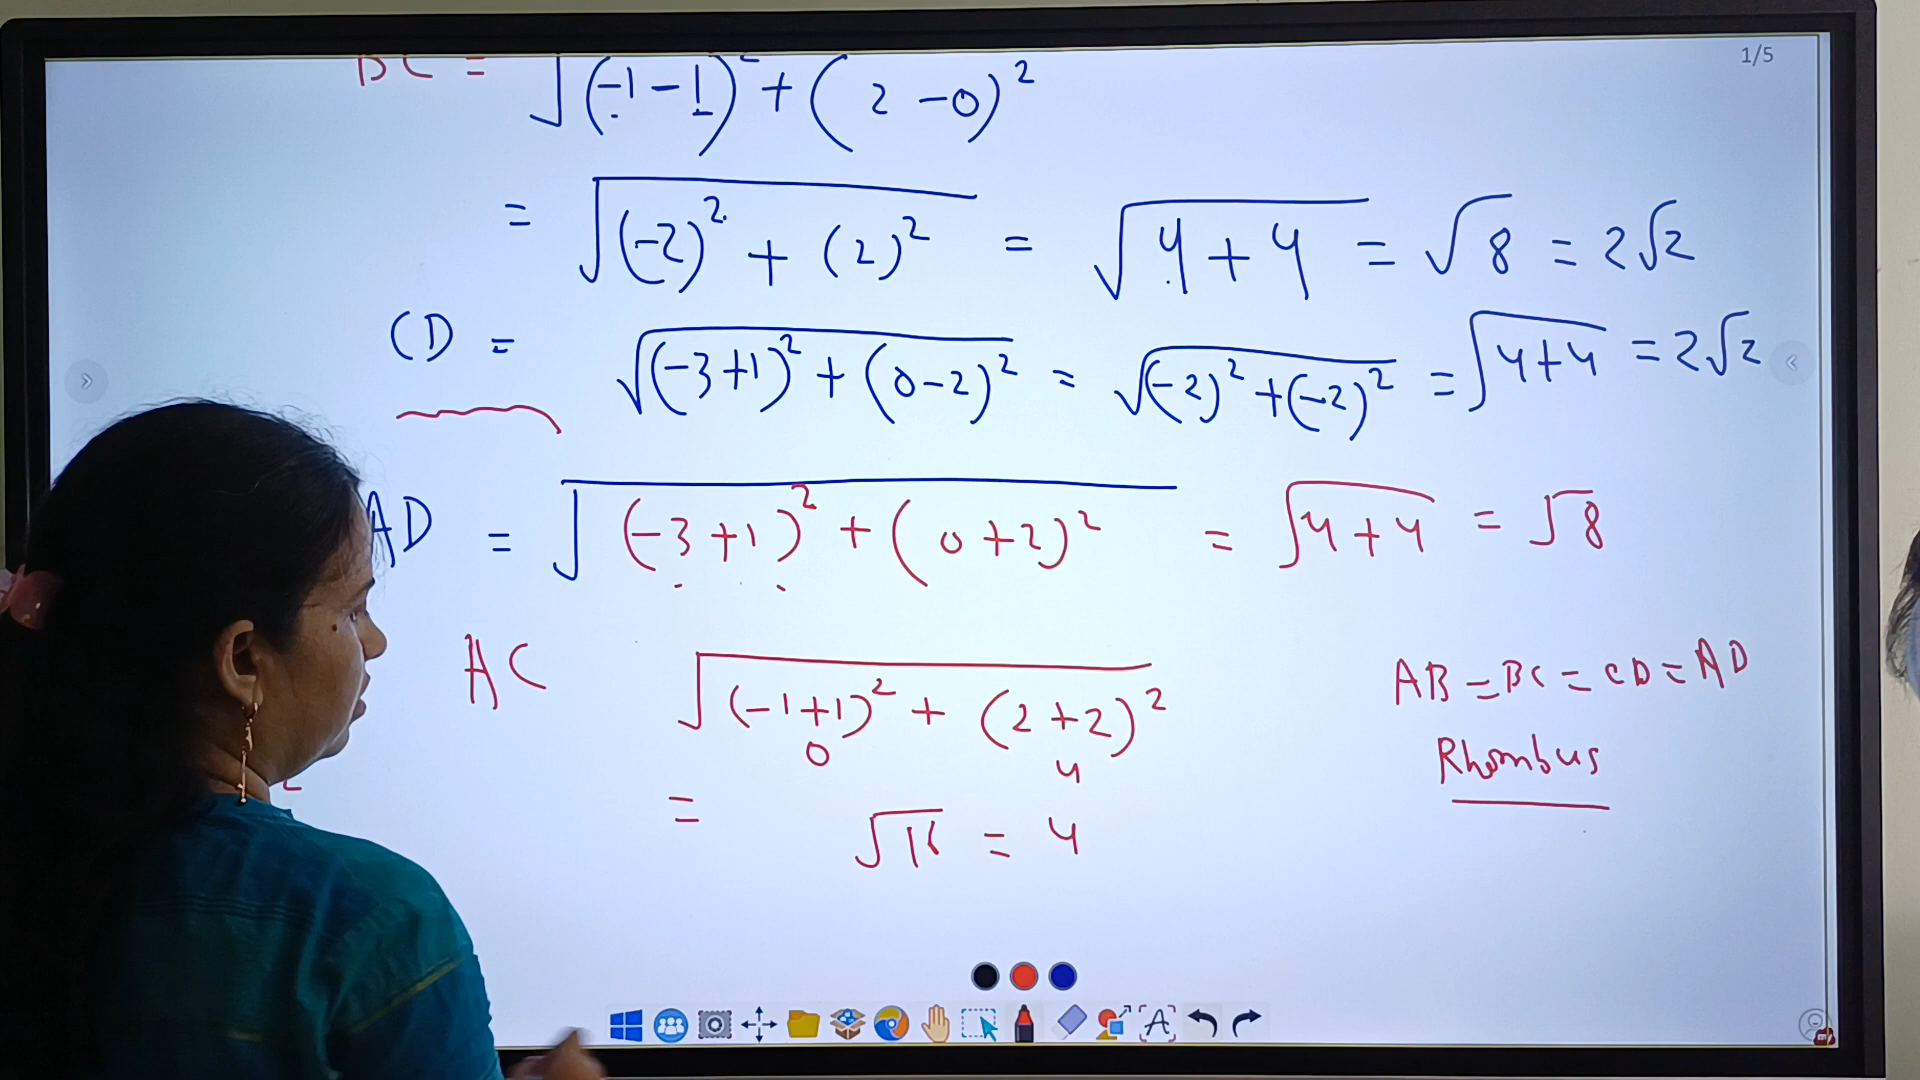 1/5
BC = √(-1-1)² + (2-0)²
= √(-2)² + (2)² = √4+4 = √8 = 2√2
CD = √(-3+1)² + (0-2)² = √(-2)² + (-2)² = √4+4 = 2√2
AD = √(-3+1)² + (0+2)² = √4+4 = √8
AC √(-1+1)² + (2+2)²
0 4
= √16 = 4
AB = BC = CD = AD
Rhombus